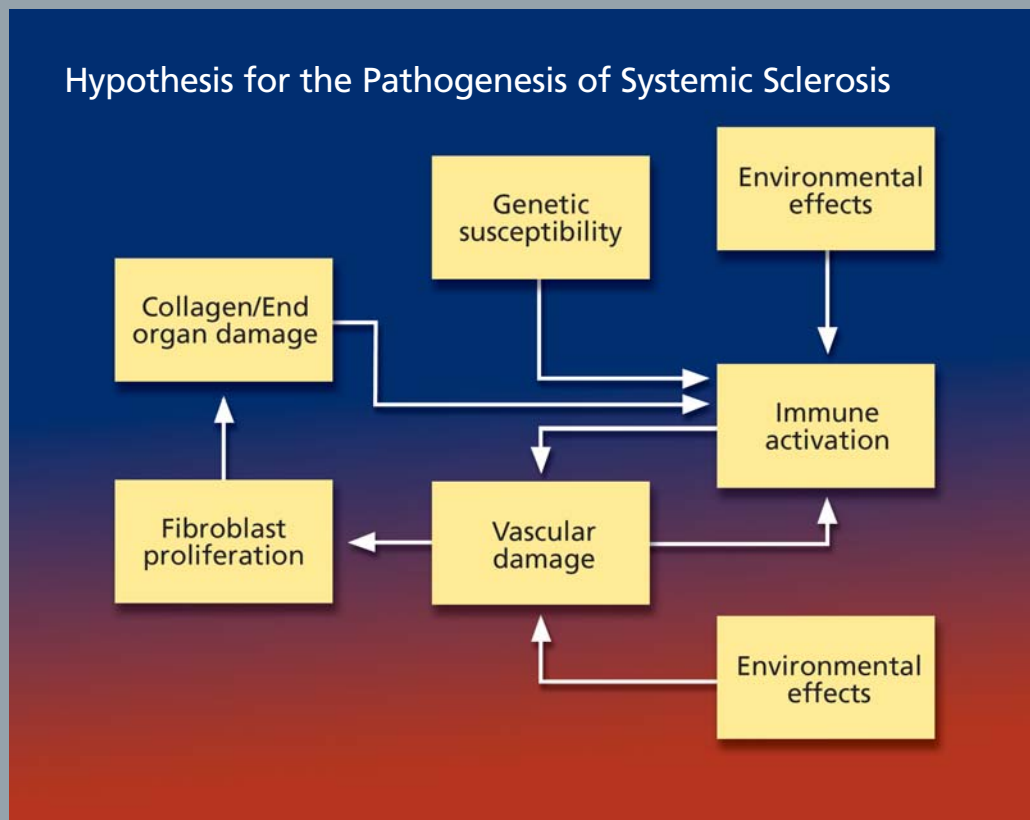 Hypothesis for the Pathogenesis of Systemic Sclerosis
Environmental
effects
Genetic
susceptibility
Collagen/End
organ damage
Immune
activation
Fibroblast
proliferation
Vascular
damage
Environmental
effects